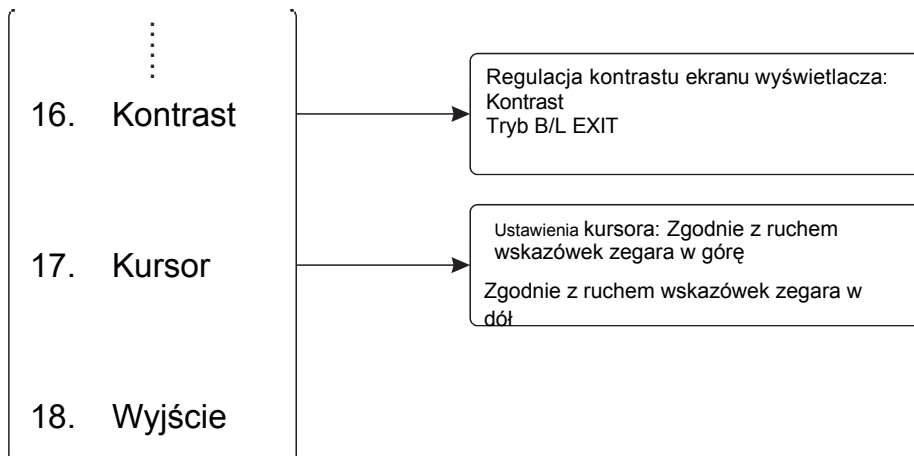 16. Kontrast
Regulacja kontrastu ekranu wyświetlacza:
Kontrast
Tryb B/L EXIT
17. Kursor
Ustawienia kursora: Zgodnie z ruchem
wskazówek zegara w górę
Zgodnie z ruchem wskazówek zegara w
dół
18. Wyjście